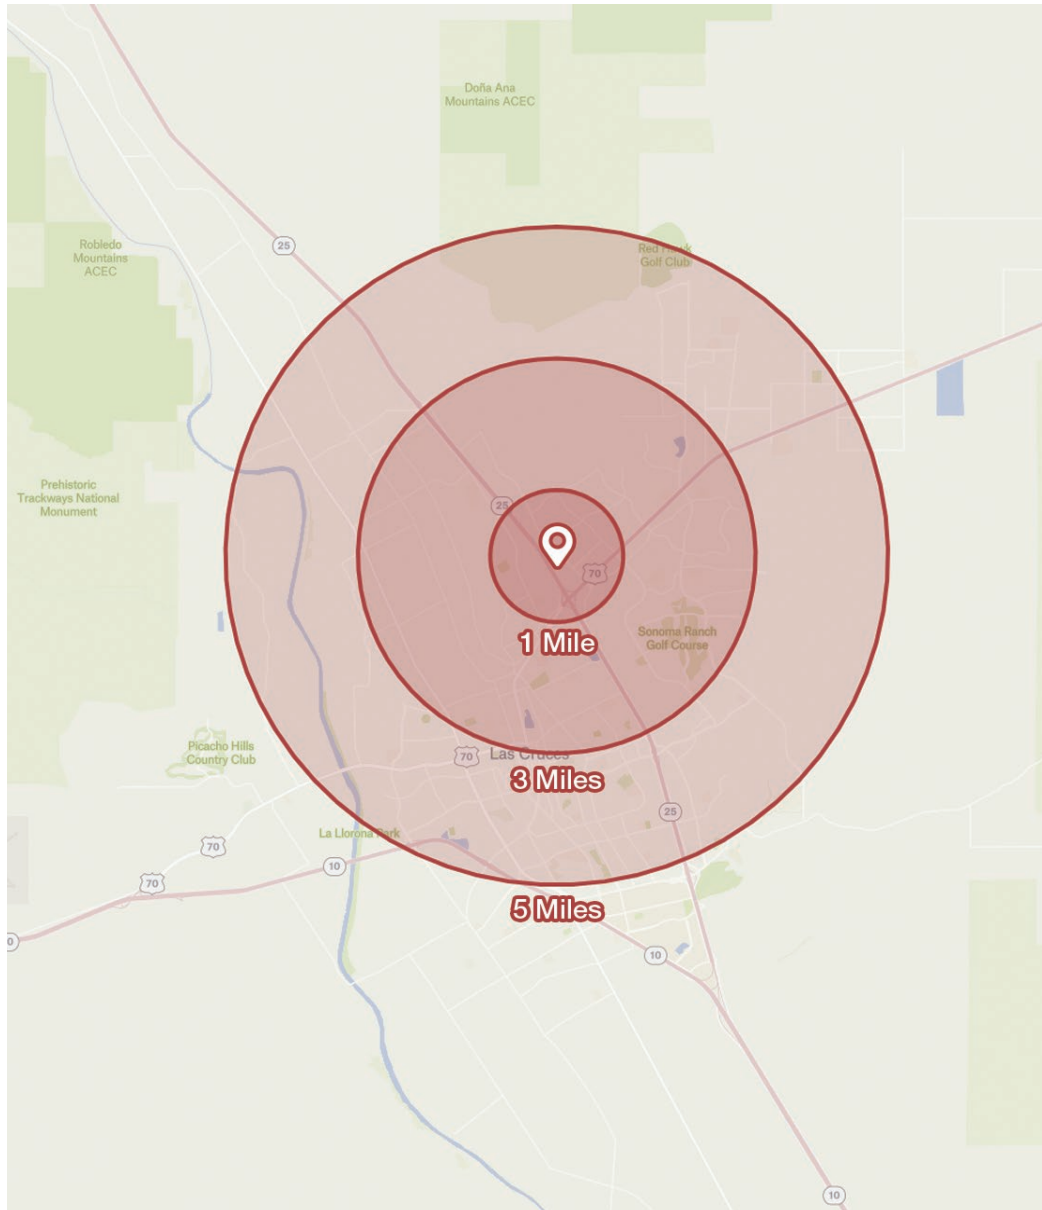 Doña Ana
Mountains ACEC
Robledo
Mountains
ACEC
25
Red Hawk
Golf Club
Prehistoric
Trackways National
Monument
25
70
1 Mile
Sonoma Ranch
Golf Course
Picacho Hills
Country Club
70
Las Cruces
3 Miles
25
La Llorona Park
70
10
70
5 Miles
0
10
10